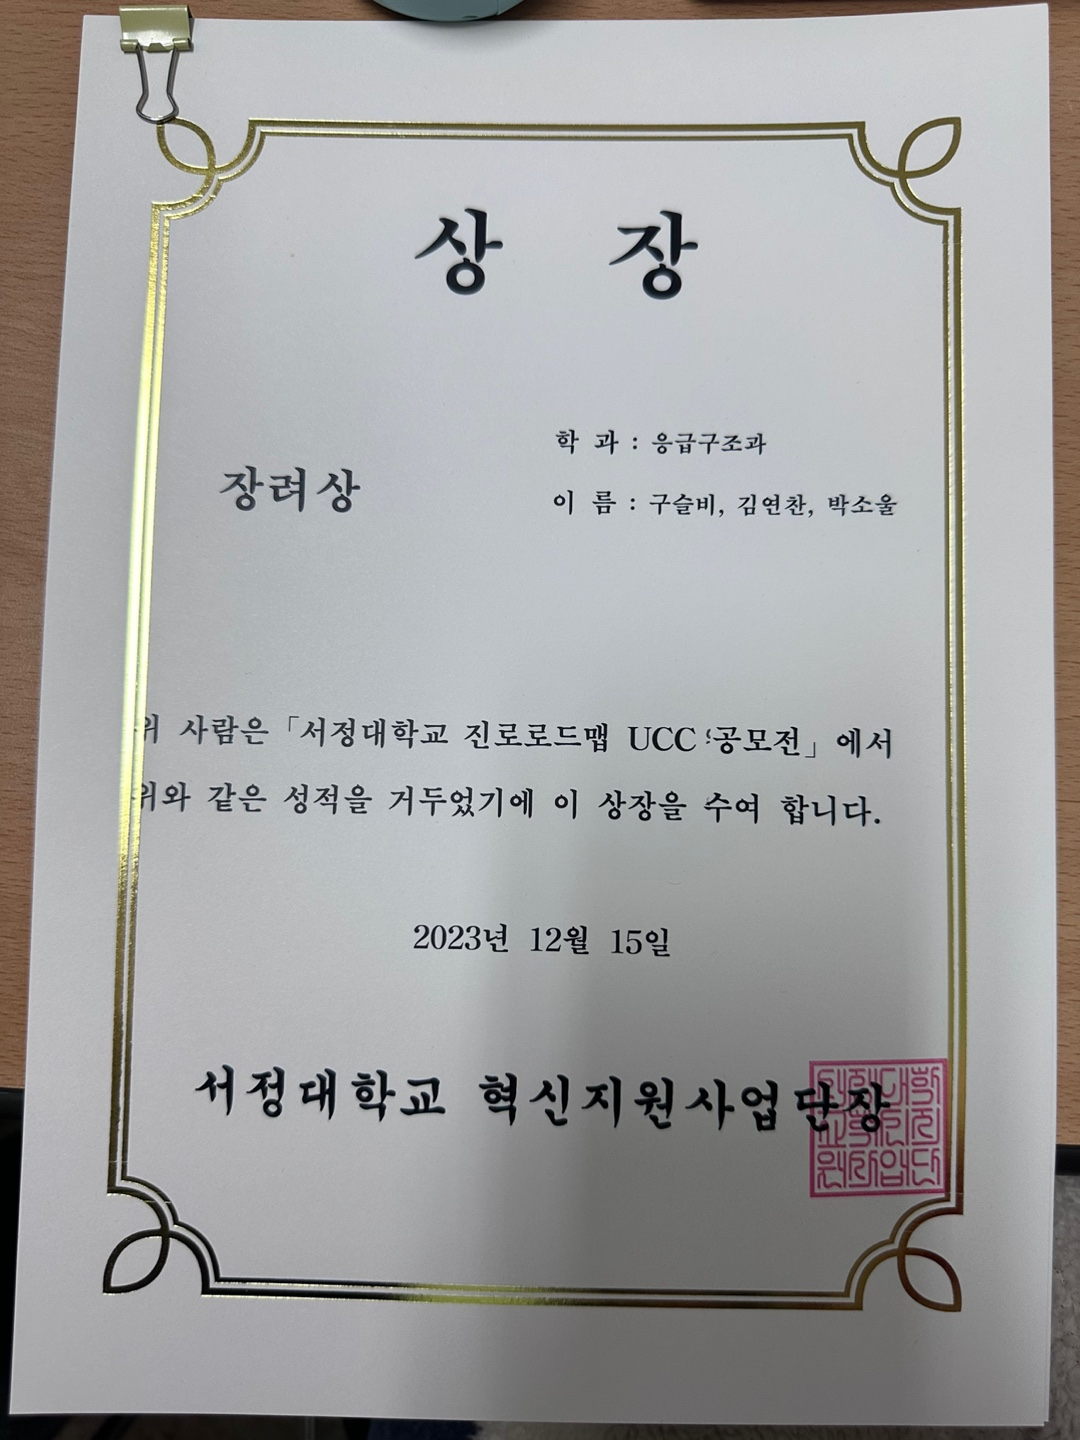 상 장
장려상
학 과 : 응급구조과
이 름 : 구슬비, 김연찬, 박소울
위 사람은 「서정대학교 진로로드맵 UCC 공모전」 에서
위와 같은 성적을 거두었기에 이 상장을 수여 합니다.
2023년 12월 15일
서정대학교 혁신지원사업단장